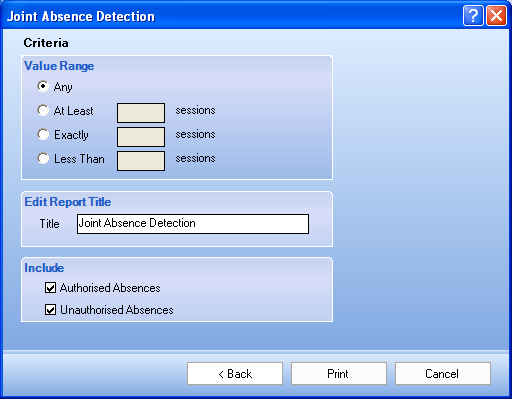 Joint Absence Detection
Criteria
Value Range
Any
At Least sessions
Exactly sessions
Less Than sessions
Edit Report Title
Title Joint Absence Detection
Include
Authorised Absences
Unauthorised Absences
< Back Print Cancel